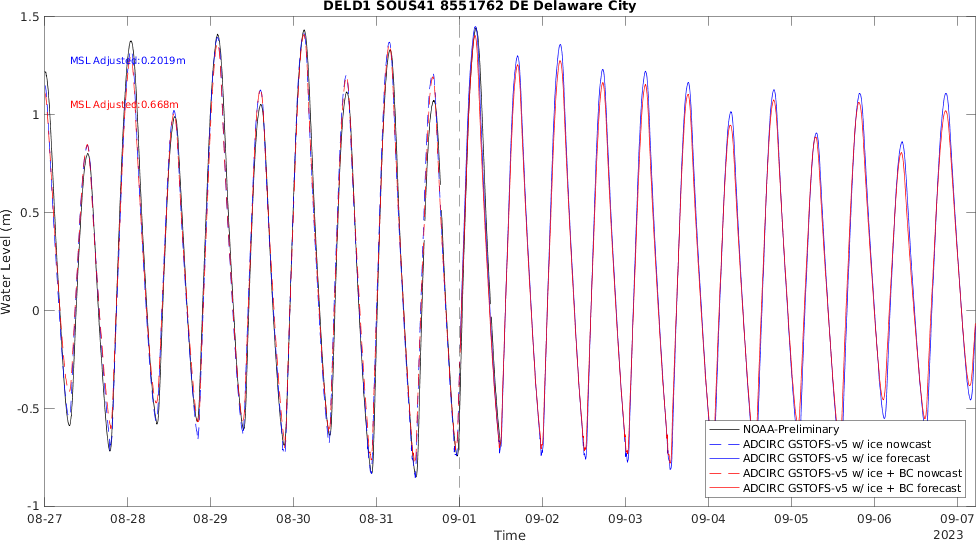 DELD1 SOUS41 8551762 DE Delaware City
1.5
1
0.5
0
-0.5
-1
Water Level (m)
MSL Adjusted:0.2019m
MSL Adjusted:0.668m
NOAA-Preliminary
ADCIRC GSTOFS-v5 w/ ice nowcast
ADCIRC GSTOFS-v5 w/ ice forecast
ADCIRC GSTOFS-v5 w/ ice + BC nowcast
ADCIRC GSTOFS-v5 w/ ice + BC forecast
08-27 08-28 08-29 08-30 08-31 09-01 09-02 09-03 09-04 09-05 09-06 09-07
Time
2023